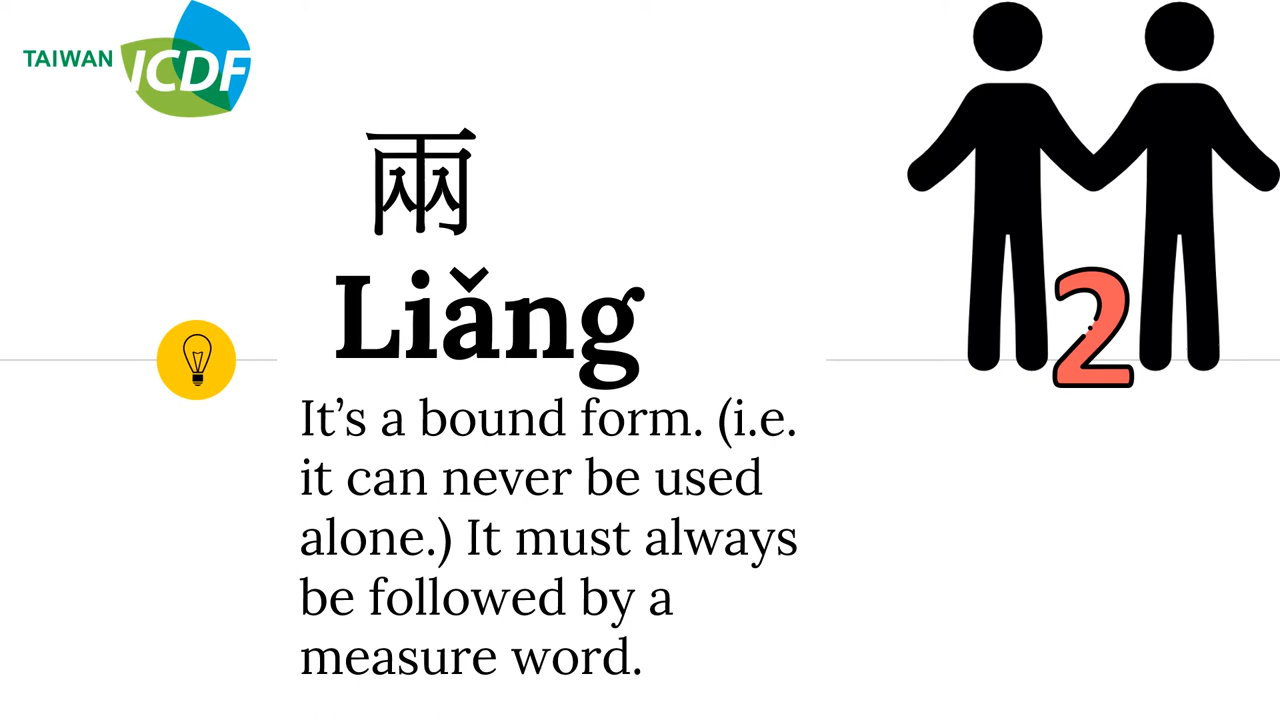 TAIWAN ICDF
兩
Liǎng
It’s a bound form. (i.e.
it can never be used
alone.) It must always
be followed by a
measure word.
2